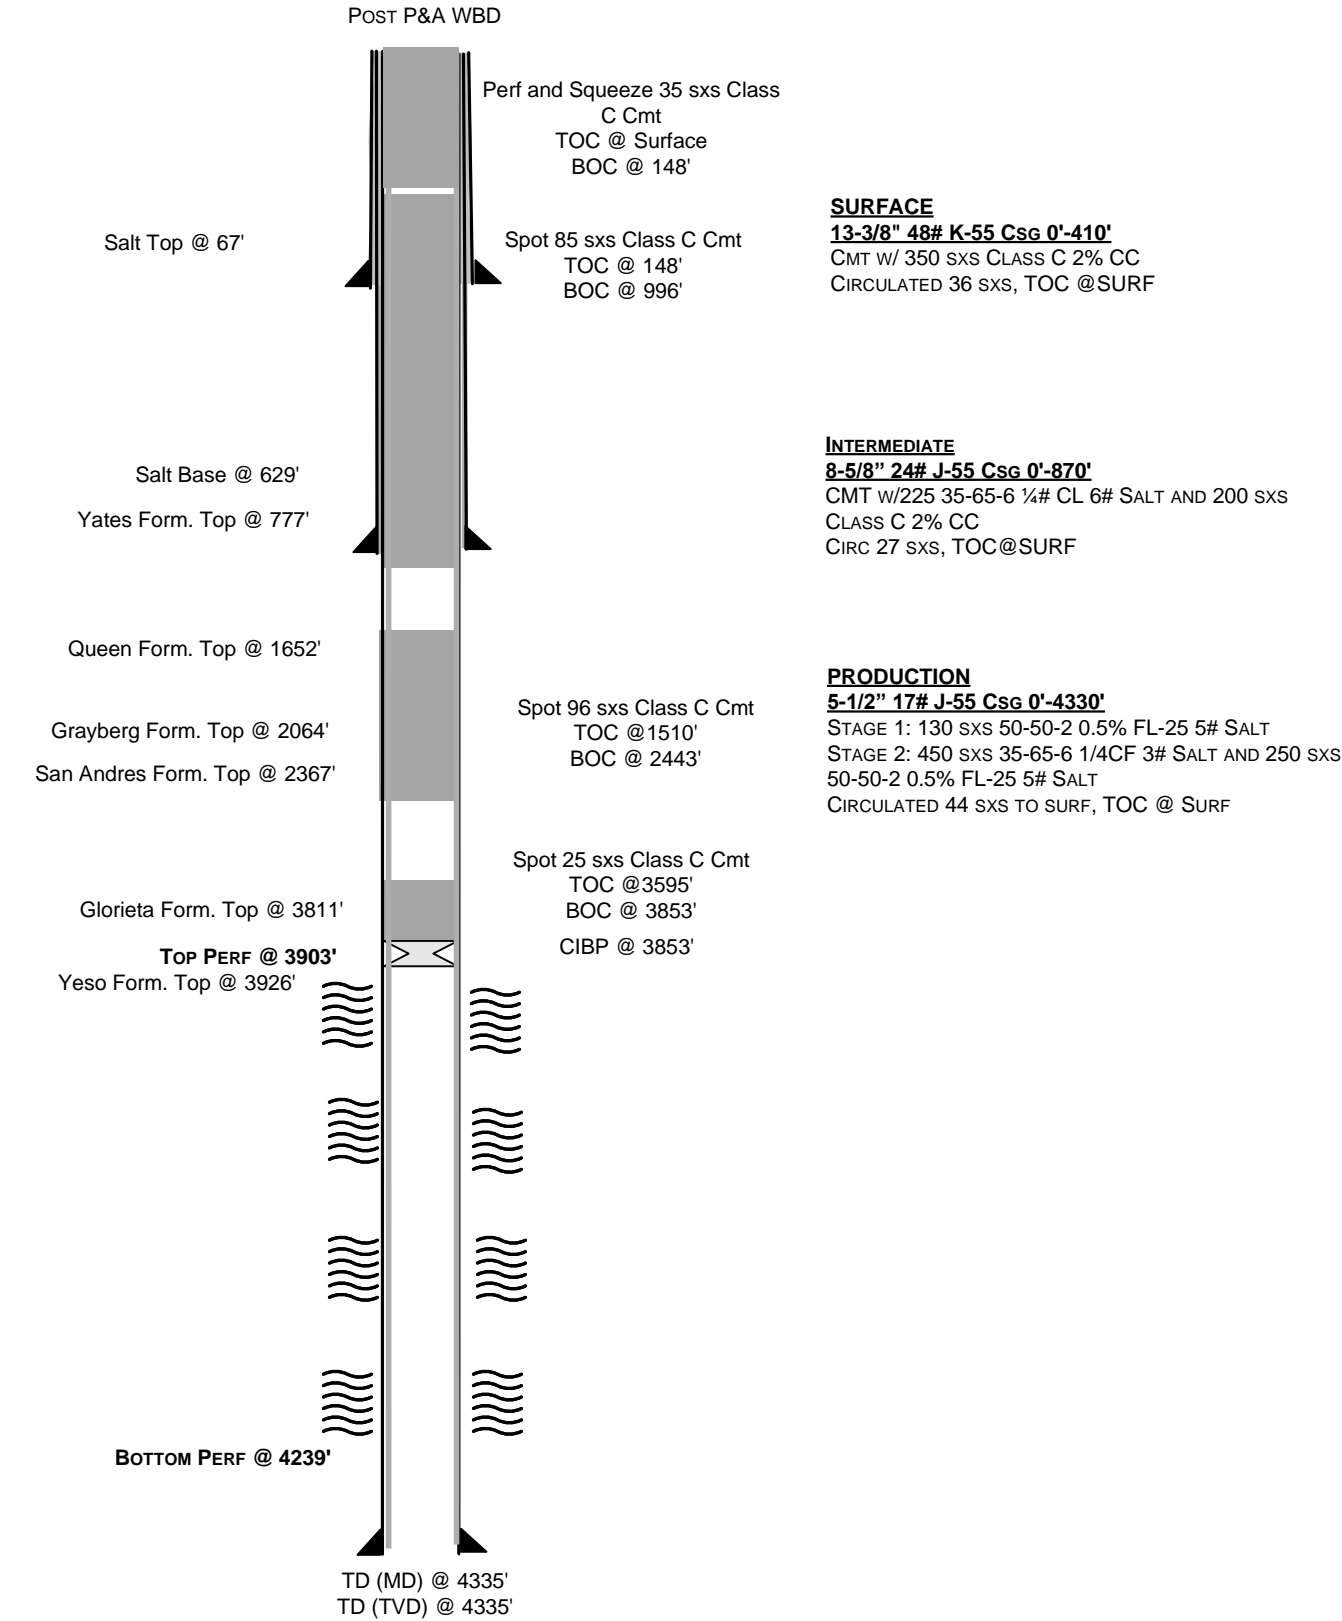 POST P&A WBD
Perf and Squeeze 35 sxs Class
C Cmt
TOC @ Surface
BOC @ 148'
Salt Top @ 67'
Spot 85 sxs Class C Cmt
TOC @ 148'
BOC @ 996'
SURFACE
13-3/8" 48# K-55 CSG 0'-410'
CMT W/ 350 SXS CLASS C 2% CC
CIRCULATED 36 SXS, TOC @SURF
Salt Base @ 629'
Yates Form. Top @ 777'
INTERMEDIATE
8-5/8” 24# J-55 CSG 0'-870'
CMT W/225 35-65-6 ¼# CL 6# SALT AND 200 SXS
CLASS C 2% CC
CIRC 27 SXS, TOC@SURF
Queen Form. Top @ 1652'
Grayberg Form. Top @ 2064'
San Andres Form. Top @ 2367'
Spot 96 sxs Class C Cmt
TOC @1510'
BOC @ 2443'
PRODUCTION
5-1/2” 17# J-55 CSG 0'-4330'
STAGE 1: 130 SXS 50-50-2 0.5% FL-25 5# SALT
STAGE 2: 450 SXS 35-65-6 1/4CF 3# SALT AND 250 SXS
50-50-2 0.5% FL-25 5# SALT
CIRCULATED 44 SXS TO SURF, TOC @ SURF
Spot 25 sxs Class C Cmt
TOC @3595'
BOC @ 3853'
Glorieta Form. Top @ 3811'
CIBP @ 3853'
TOP PERF @ 3903'
Yeso Form. Top @ 3926'
BOTTOM PERF @ 4239'
TD (MD) @ 4335'
TD (TVD) @ 4335'